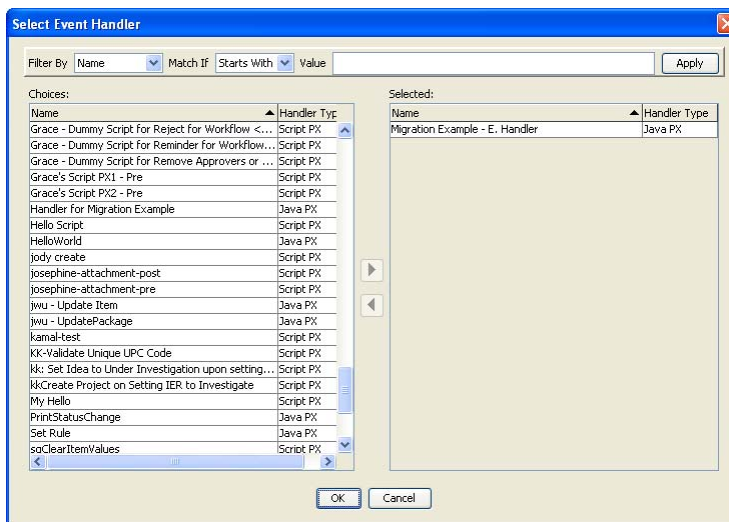 Select Event Handler
Filter By Name Match If Starts With Value Apply
Choices:
Name Handler Typ
Grace - Dummy Script for Reject for Workflow <... Script PX
Grace - Dummy Script for Reminder for Workflow... Script PX
Grace - Dummy Script for Remove Approvers or ... Script PX
Grace's Script PX1 - Pre Script PX
Grace's Script PX2 - Pre Script PX
Handler for Migration Example Java PX
Hello Script Script PX
HelloWorld Java PX
jody create Script PX
josephine-attachment-post Script PX
josephine-attachment-pre Script PX
jwu - Update Item Java PX
jwu - UpdatePackage Java PX
kamal-test Script PX
KK-Validate Unique UPC Code Script PX
kk: Set Idea to Under Investigation upon setting... Script PX
kkCreate Project on Setting IER to Investigate Script PX
My Hello Script PX
PrintStatusChange Java PX
Set Rule Java PX
sgClearItemValues Script PX
Selected:
Name Handler Type
Migration Example - E. Handler Java PX
OK Cancel